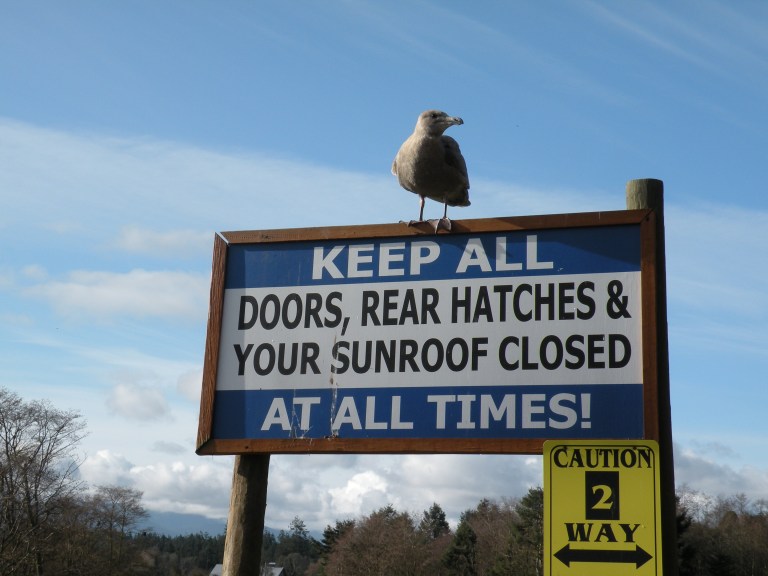 KEEP ALL
DOORS, REAR HATCHES &
YOUR SUNROOF CLOSED
AT ALL TIMES!
CAUTION
2
WAY